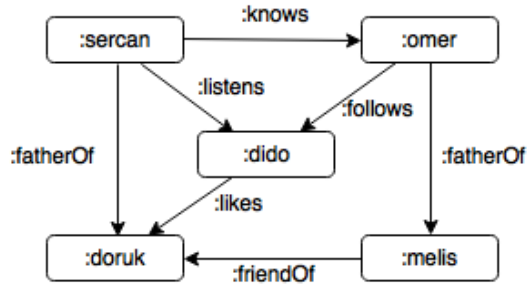 :knows
:sercan
:omer
:listens
:follows
:fatherOf
:dido
:fatherOf
:likes
:doruk
:melis
:friendOf